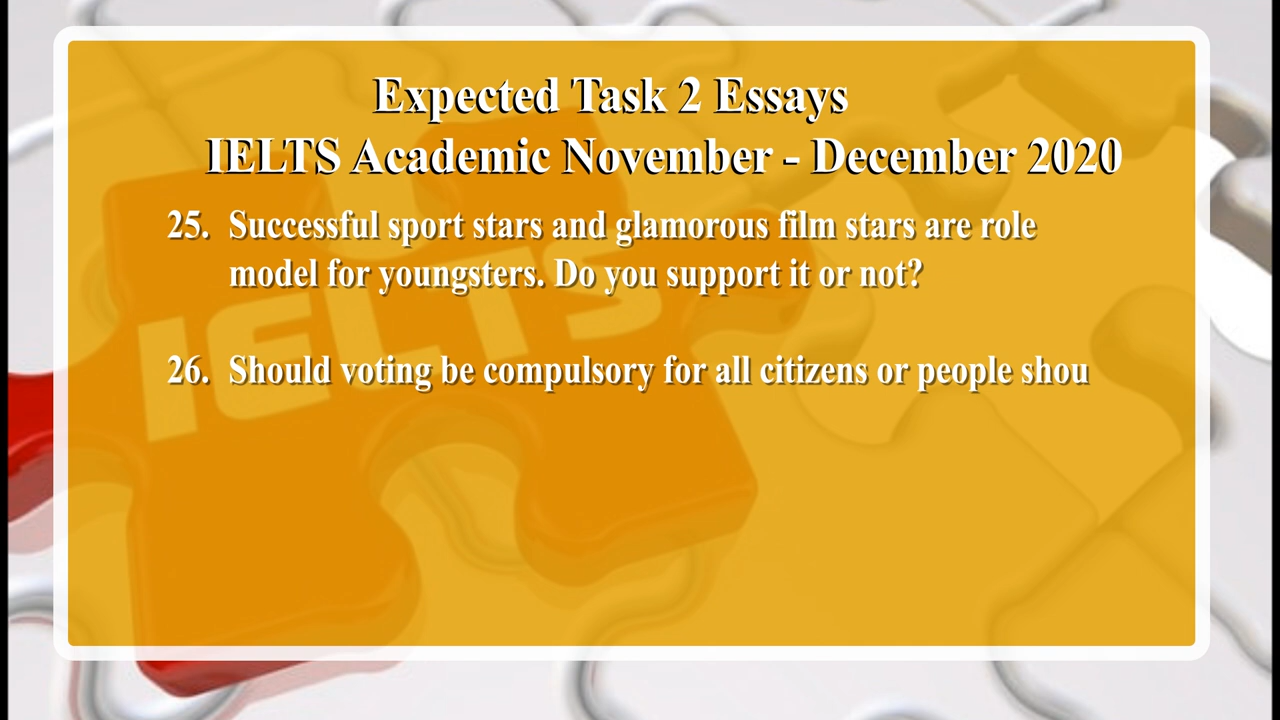 Expected Task 2 Essays
IELTS Academic November - December 2020
25. Successful sport stars and glamorous film stars are role
model for youngsters. Do you support it or not?
26. Should voting be compulsory for all citizens or people shou
IELTS